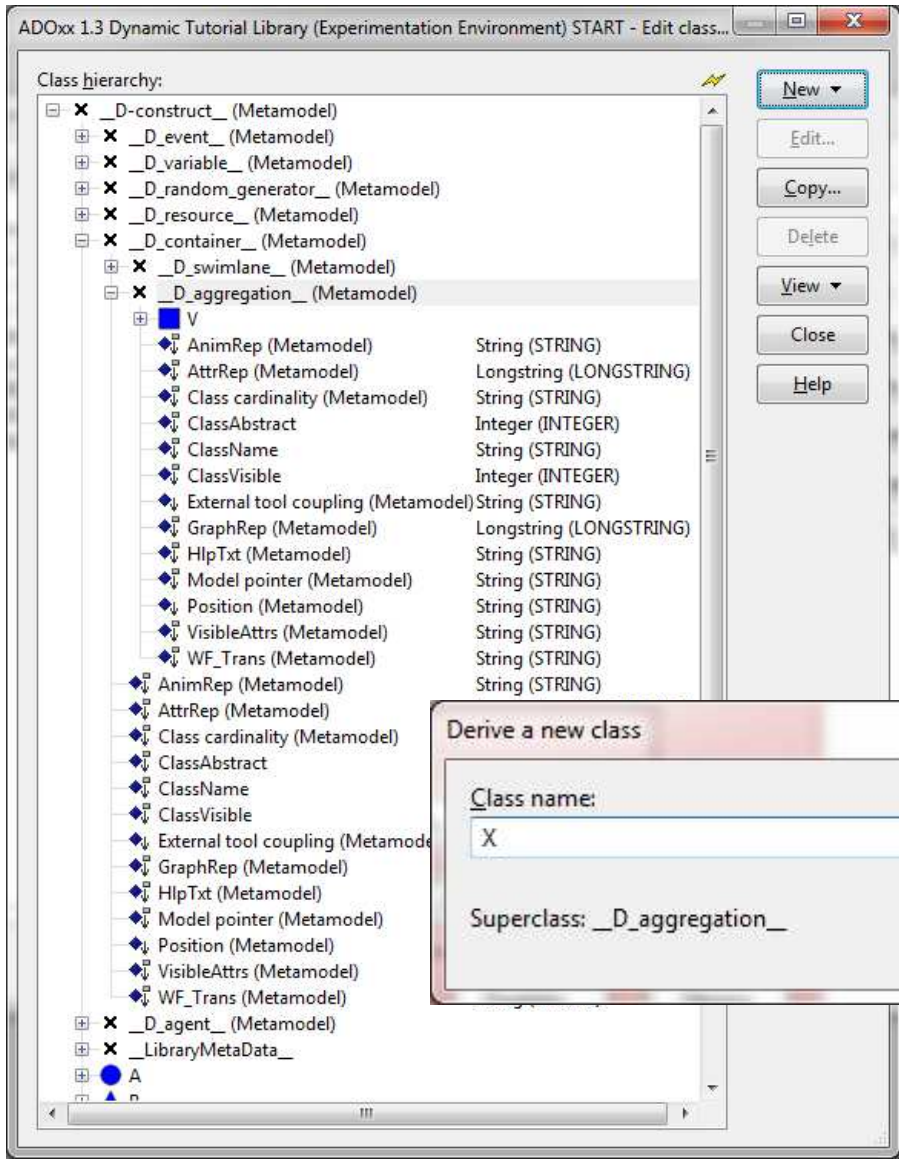 ADOxx 1.3 Dynamic Tutorial Library (Experimentation Environment) START - Edit class...
Class hierarchy:
New
__D-construct__ (Metamodel)
__D_event__ (Metamodel)
Edit...
__D_variable__ (Metamodel)
__D_random_generator__ (Metamodel)
Copy...
__D_resource__ (Metamodel)
__D_container__ (Metamodel)
Delete
__D_swimlane__ (Metamodel)
__D_aggregation__ (Metamodel)
View
V
AnimRep (Metamodel) String (STRING)
Close
AttrRep (Metamodel) Longstring (LONGSTRING)
Class cardinality (Metamodel) String (STRING)
Help
ClassAbstract Integer (INTEGER)
ClassName String (STRING)
ClassVisible Integer (INTEGER)
External tool coupling (Metamodel) String (STRING)
GraphRep (Metamodel) Longstring (LONGSTRING)
HlpTxt (Metamodel) String (STRING)
Model pointer (Metamodel) String (STRING)
Position (Metamodel) String (STRING)
VisibleAttrs (Metamodel) String (STRING)
WF_Trans (Metamodel) String (STRING)
AnimRep (Metamodel) String (STRING)
AttrRep (Metamodel)
Class cardinality (Metamodel)
ClassAbstract
ClassName
ClassVisible
External tool coupling (Metamode
GraphRep (Metamodel)
HlpTxt (Metamodel)
Model pointer (Metamodel)
Position (Metamodel)
VisibleAttrs (Metamodel)
WF_Trans (Metamodel)
__D_agent__ (Metamodel)
__LibraryMetaData__
A
Derive a new class
Class name:
X
Superclass: __D_aggregation__